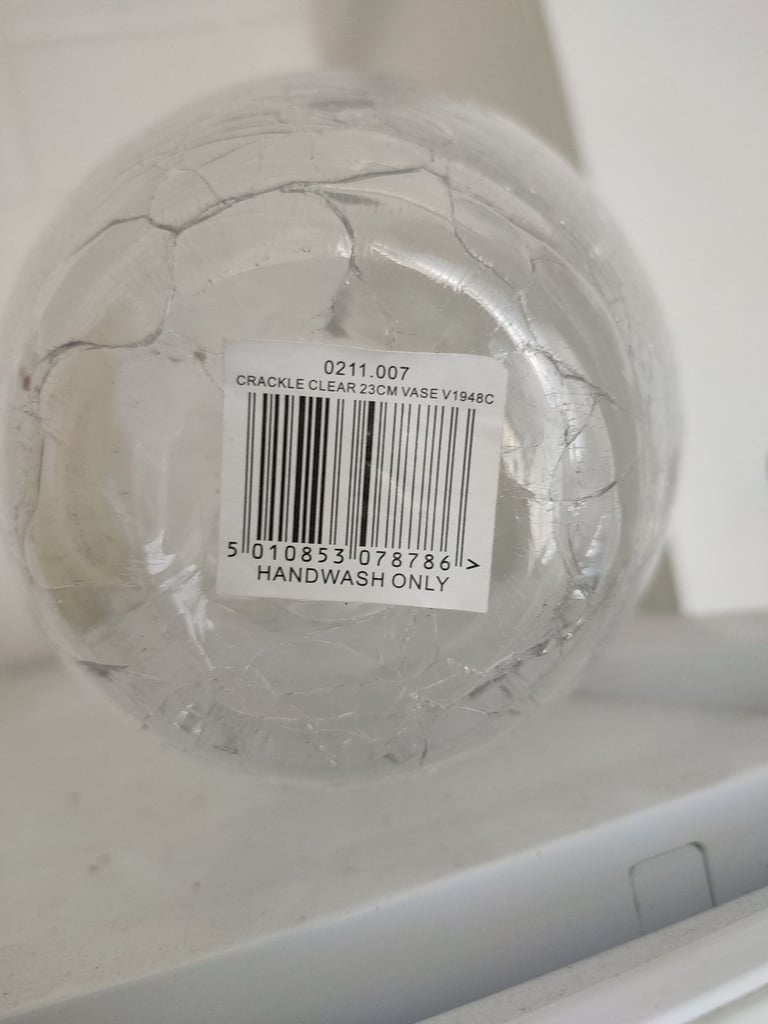 0211.007
CRACKLE CLEAR 23CM VASE V1948C
5 010853 078786 >
HANDWASH ONLY